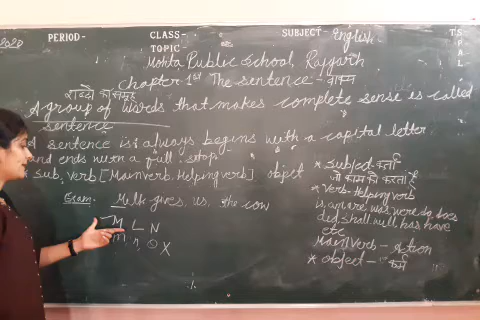 2020 PERIOD - CLASS- SUBJECT- English T S
TOPIC - P A L
Mohta Public School, Rajgarh
Chapter 1st The sentence - वाक्य
शब्दों का समूह
A group of words that makes complete sense is called
sentence
A sentence is always begins with a capital letter
and ends with a full stop.
sub, verb [Main verb, Helping verb] object
Exam: Milk gives us the cow
M L N
m n O X
* Subject- कर्ता
जो काम को करता है
* Verb- Helping verb
is, am, are was, were, do, does
did, shall, will, has, have
etc
Main Verb - Action
* object - कर्म